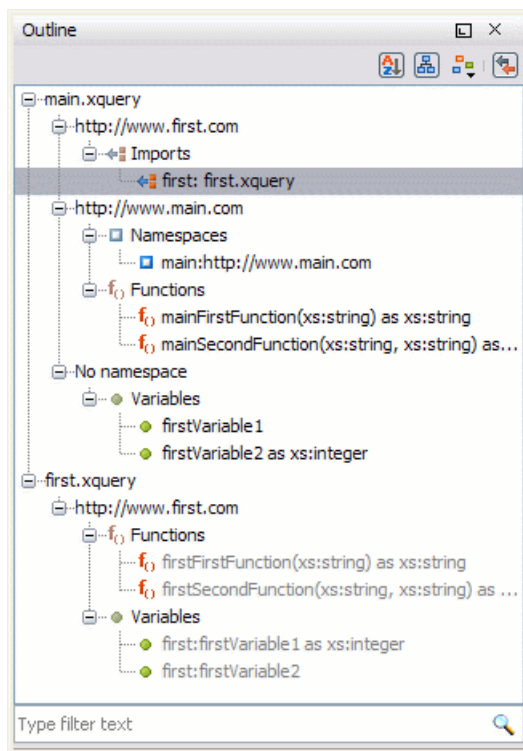 Outline
main.xquery
http://www.first.com
Imports
first: first.xquery
http://www.main.com
Namespaces
main:http://www.main.com
f() Functions
f() mainFirstFunction(xs:string) as xs:string
f() mainSecondFunction(xs:string, xs:string) as...
No namespace
Variables
firstVariable1
firstVariable2 as xs:integer
first.xquery
http://www.first.com
f() Functions
f() firstFirstFunction(xs:string) as xs:string
f() firstSecondFunction(xs:string, xs:string) as ...
Variables
first:firstVariable1 as xs:integer
first:firstVariable2
Type filter text